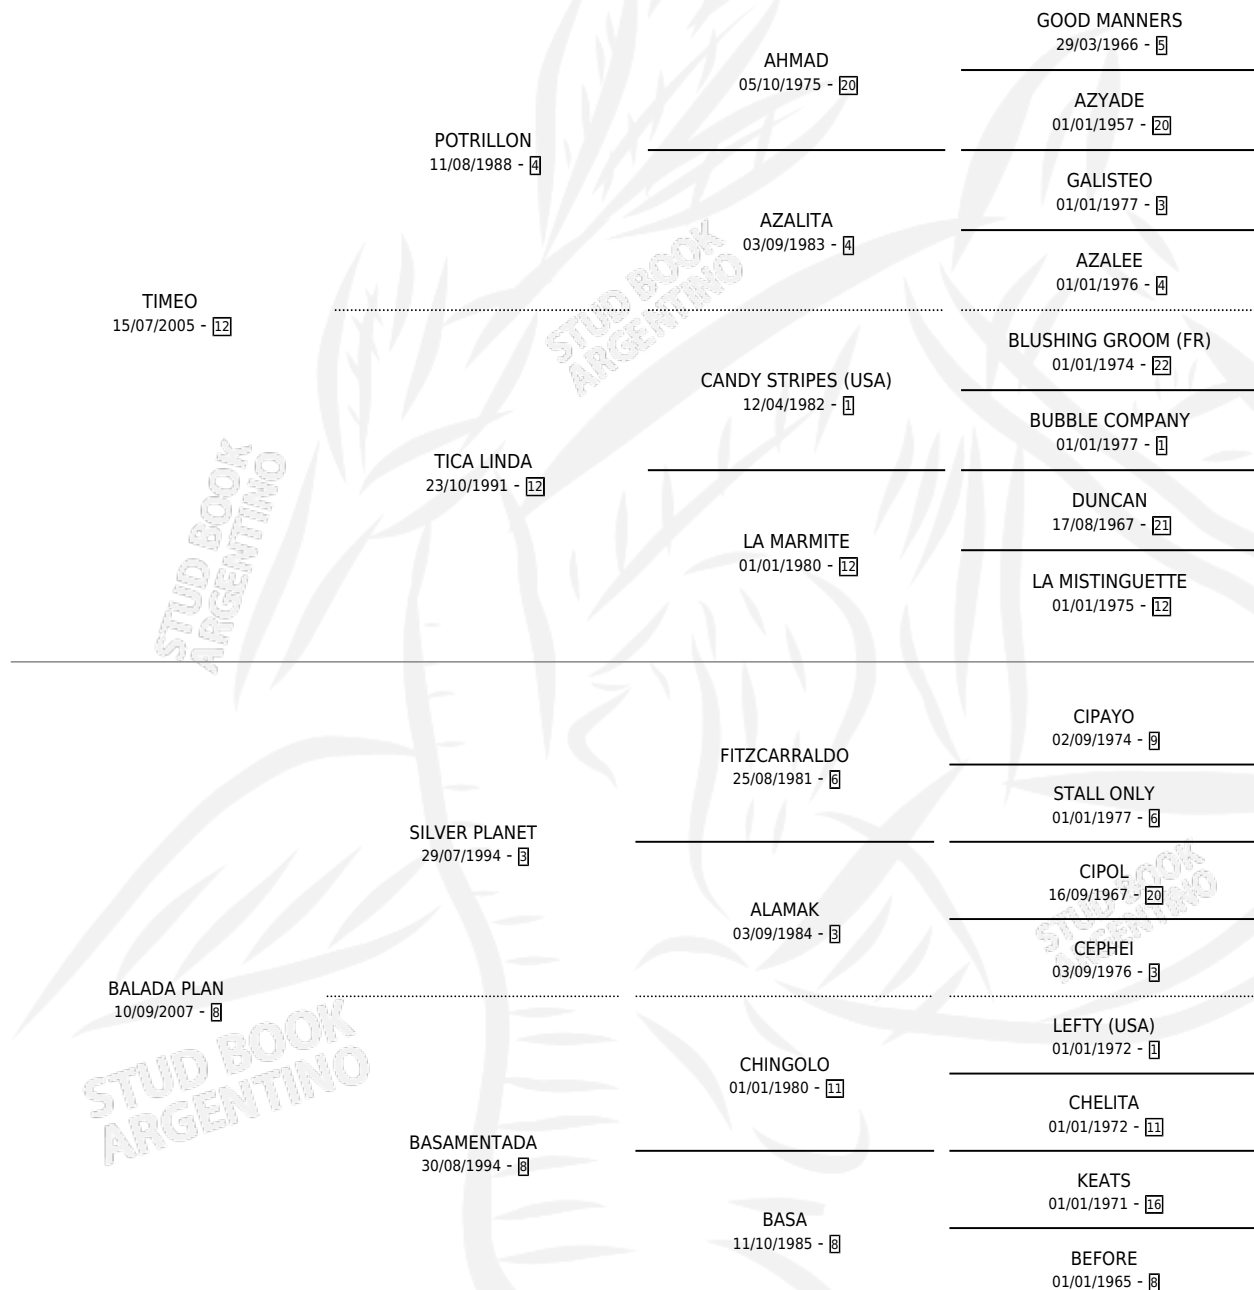 GOOD MANNERS
29/03/1966 - 5
AHMAD
05/10/1975 - 20
AZYADE
01/01/1957 - 20
POTRILLON
11/08/1988 - 4
GALISTEO
01/01/1977 - 3
AZALITA
03/09/1983 - 4
AZALEE
01/01/1976 - 4
TIMEO
15/07/2005 - 12
BLUSHING GROOM (FR)
01/01/1974 - 22
CANDY STRIPES (USA)
12/04/1982 - 1
BUBBLE COMPANY
01/01/1977 - 1
TICA LINDA
23/10/1991 - 12
DUNCAN
17/08/1967 - 21
LA MARMITE
01/01/1980 - 12
LA MISTINGUETTE
01/01/1975 - 12
CIPAYO
02/09/1974 - 9
FITZCARRALDO
25/08/1981 - 6
STALL ONLY
01/01/1977 - 6
SILVER PLANET
29/07/1994 - 3
CIPOL
16/09/1967 - 20
ALAMAK
03/09/1984 - 3
CEPHEI
03/09/1976 - 3
BALADA PLAN
10/09/2007 - 8
LEFTY (USA)
01/01/1972 - 1
CHINGOLO
01/01/1980 - 11
CHELITA
01/01/1972 - 11
BASAMENTADA
30/08/1994 - 8
KEATS
01/01/1971 - 16
BASA
11/10/1985 - 8
BEFORE
01/01/1965 - 8
STUD BOOK
ARGENTINO
STUD BOOK
ARGENTINO
STUD BOOK
ARGENTINO
STUD BOOK
ARGENTINO